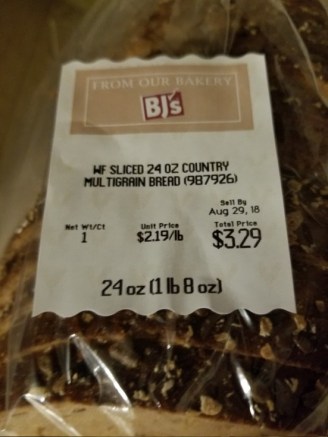 FROM OUR BAKERY
BJ's
WF SLICED 24 OZ COUNTRY
MULTIGRAIN BREAD (987926)
Sell By
Aug 29, 18
Net Wt/Ct Unit Price Total Price
1 $2.19/lb $3.29
24 oz (1 lb 8 oz)